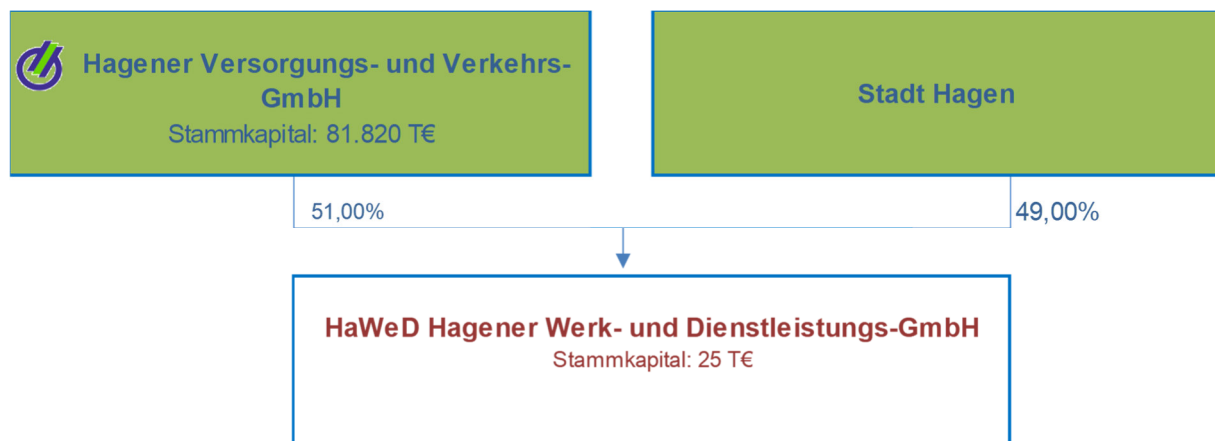 Hagener Versorgungs- und Verkehrs-
GmbH
Stammkapital: 81.820 T€
Stadt Hagen
51,00%
49,00%
HaWeD Hagener Werk- und Dienstleistungs-GmbH
Stammkapital: 25 T€